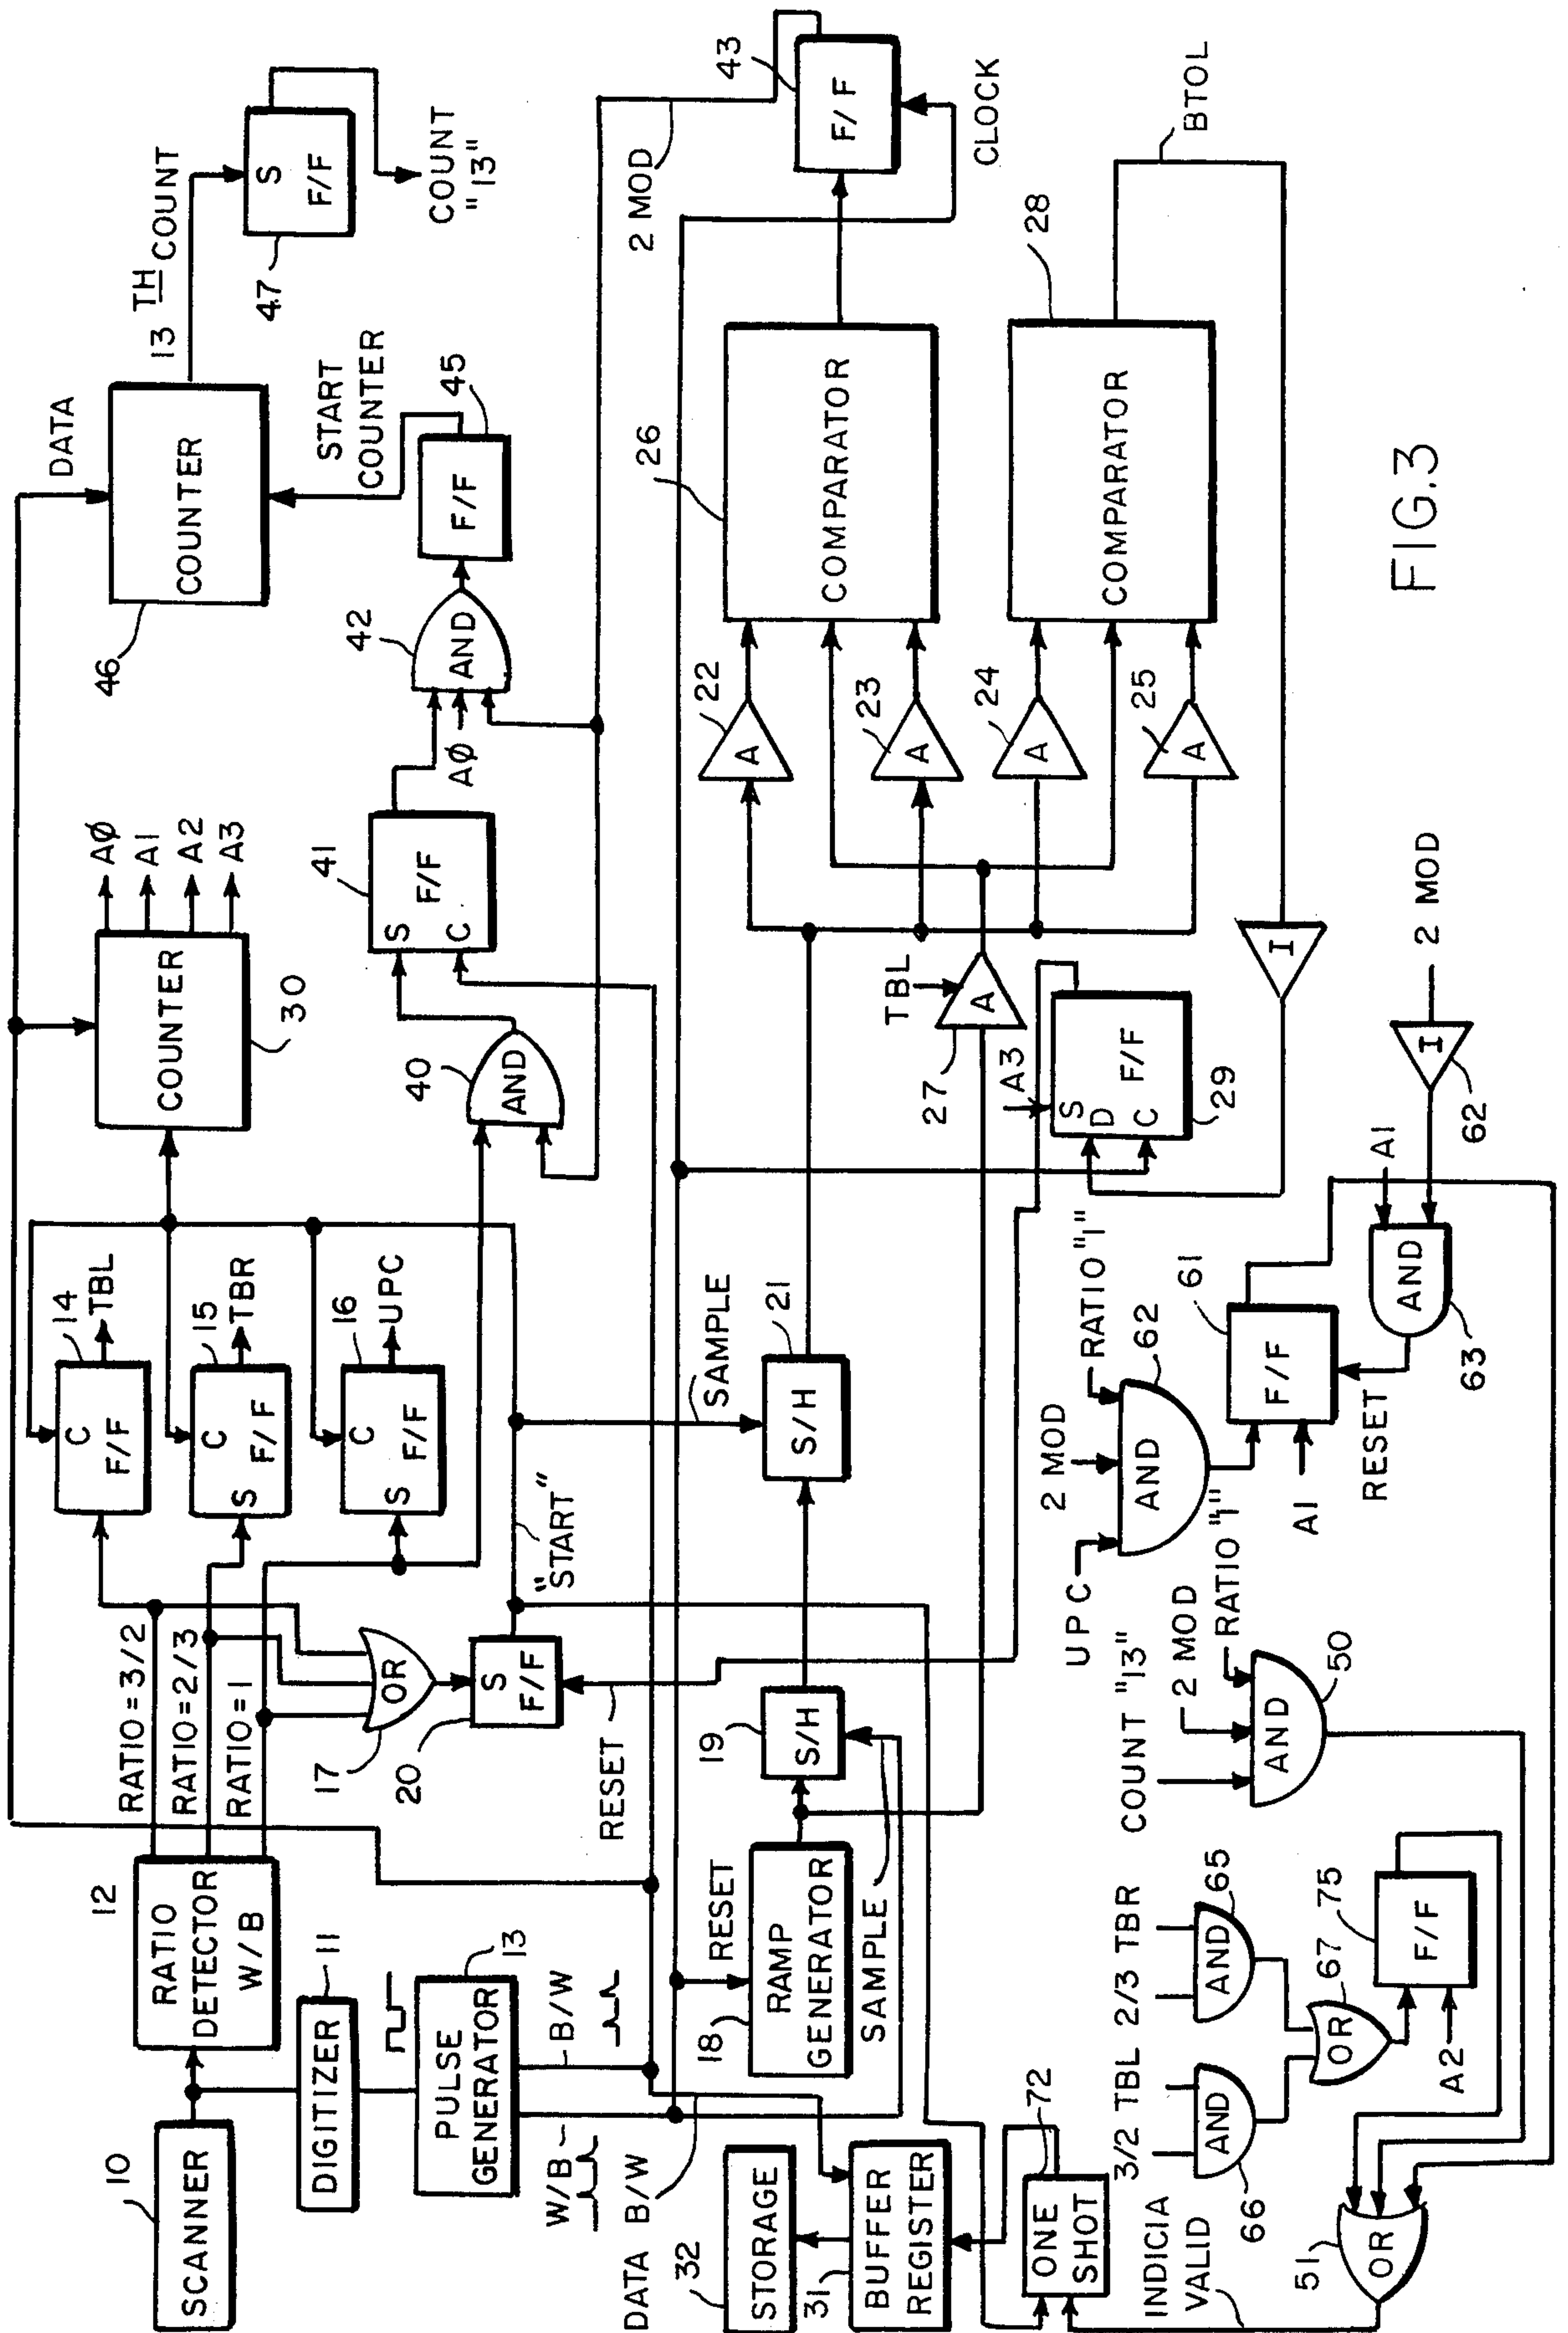 10
SCANNER
12
RATIO
DETECTOR
W/B
DIGITIZER
11
PULSE
GENERATOR
13
W/B
B/W
DATA B/W
RATIO=3/2
RATIO=2/3
RATIO=1
14
C
F/F
TBL
15
C
S F/F
TBR
16
C
S F/F
UPC
17
OR
20
S
F/F
"START"
RESET
COUNTER
30
AØ
A1
A2
A3
40
AND
41
S
F/F
C
AØ
42
AND
F/F
45
START
COUNTER
DATA
46
COUNTER
13 TH COUNT
47
S
F/F
COUNT
"13"
2 MOD
43
F/F
CLOCK
RESET
18
RAMP
GENERATOR
SAMPLE
19
S/H
SAMPLE
S/H
21
22
A
23
A
24
A
25
A
26
COMPARATOR
28
COMPARATOR
BTOL
TBL
27
A
A3
S
D F/F
C
29
I
32
STORAGE
31
BUFFER
REGISTER
72
ONE
SHOT
INDICIA
VALID
3/2 TBL
2/3 TBR
66
AND
65
AND
67
OR
75
F/F
A2
51
OR
COUNT "13"
2 MOD
RATIO "1"
AND
50
UPC
2 MOD
RATIO "1"
AND
62
61
F/F
A1
RESET
63
AND
A1
62
I
2 MOD
FIG.3